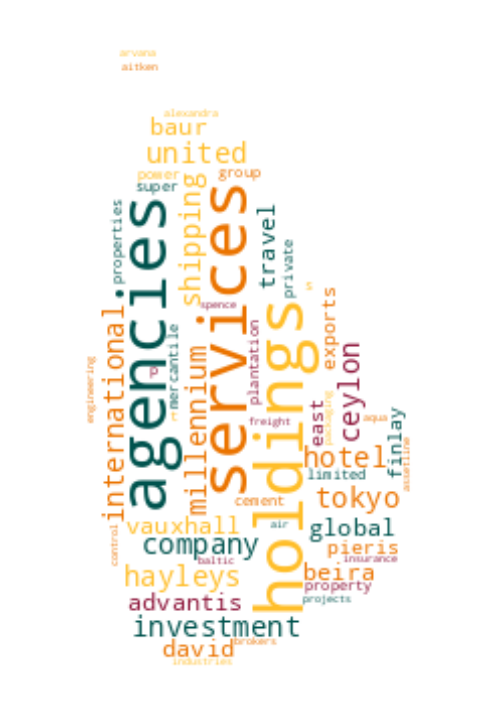 arvana
aitken
alexandra
baur
united
power
group
super
shipping
services
agencies
properties
travel
private
spence
international
holdings
exports
mercantile
millennium
plantation
engineering
ceylon
east
packaging
aqua
freight
finlay
hotel
assetline
limited
cement
tokyo
vauxhall
air
global
control
company
pieris
baltic
insurance
hayleys
beira
property
advantis
projects
investment
brokers
david
industries